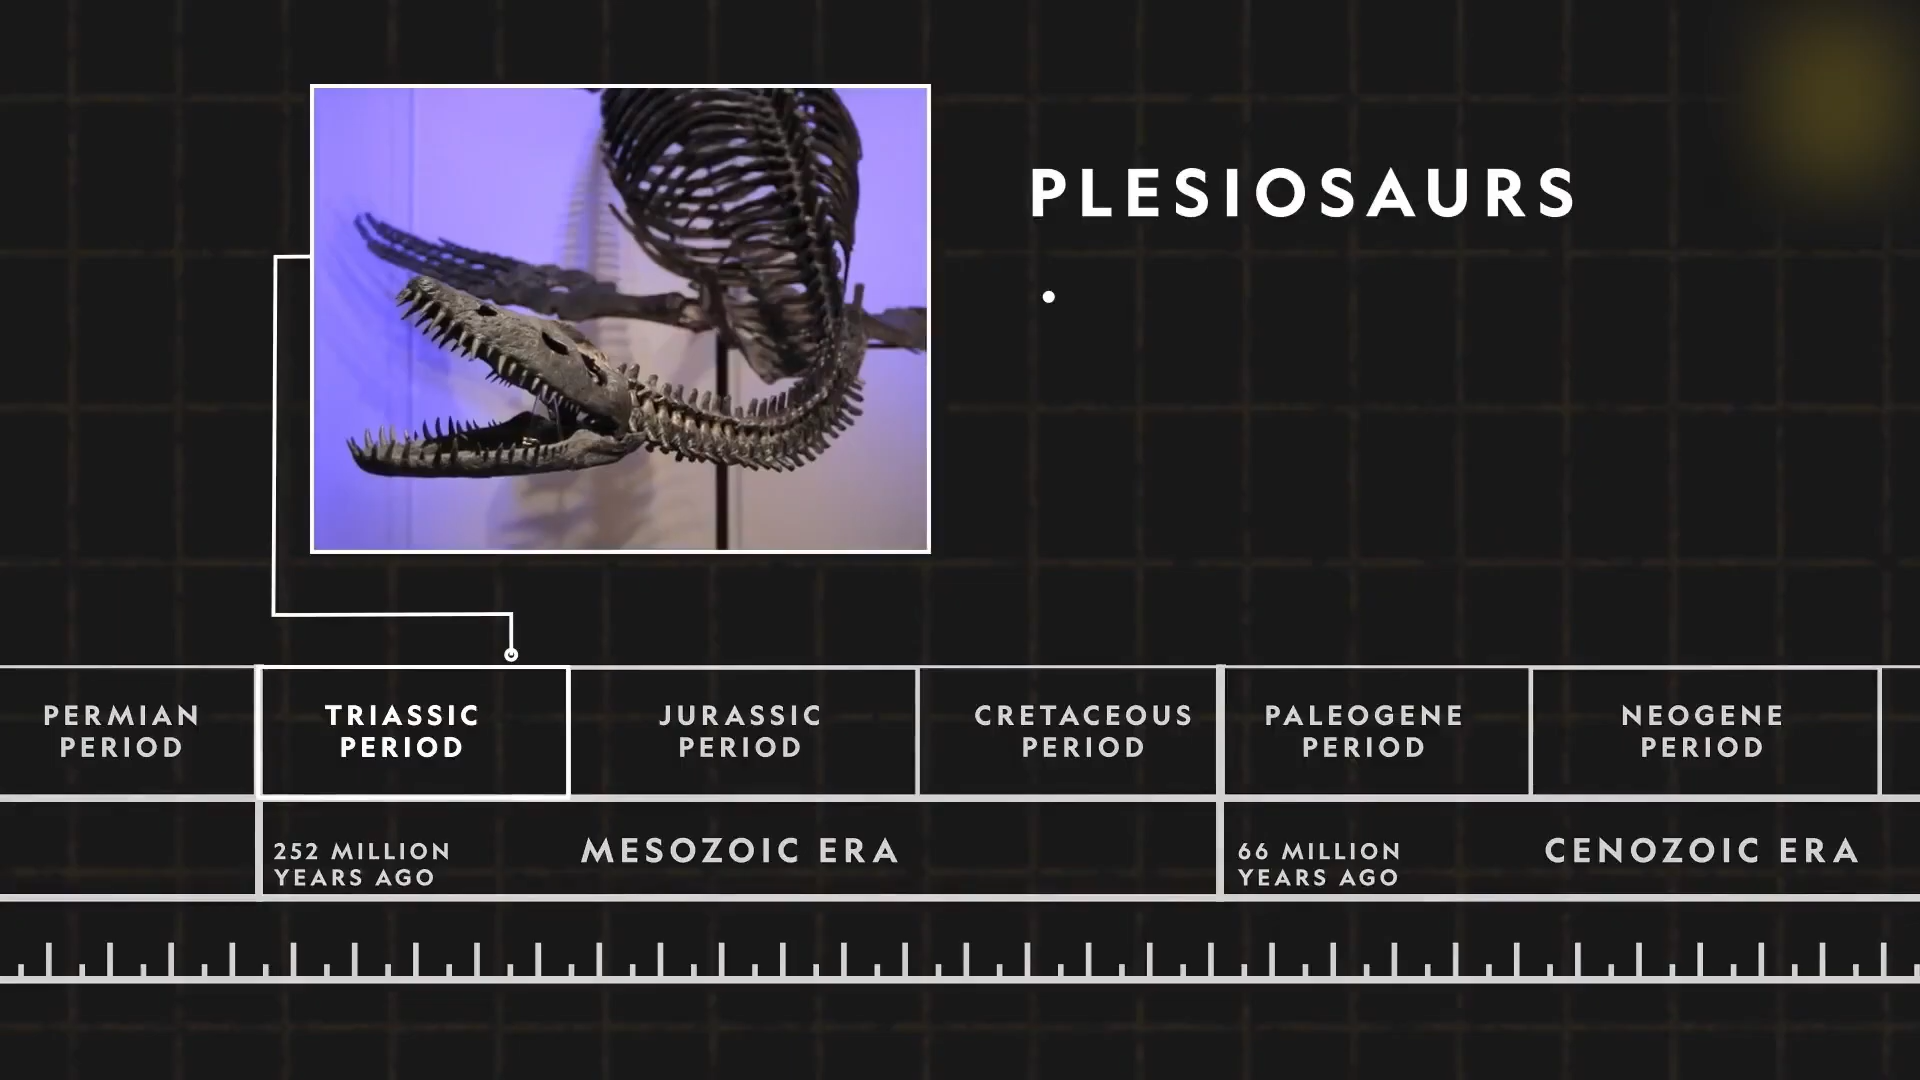 PLESIOSAURS
PERMIAN
PERIOD
TRIASSIC
PERIOD
JURASSIC
PERIOD
CRETACEOUS
PERIOD
PALEOGENE
PERIOD
NEOGENE
PERIOD
252 MILLION
YEARS AGO
MESOZOIC ERA
66 MILLION
YEARS AGO
CENOZOIC ERA